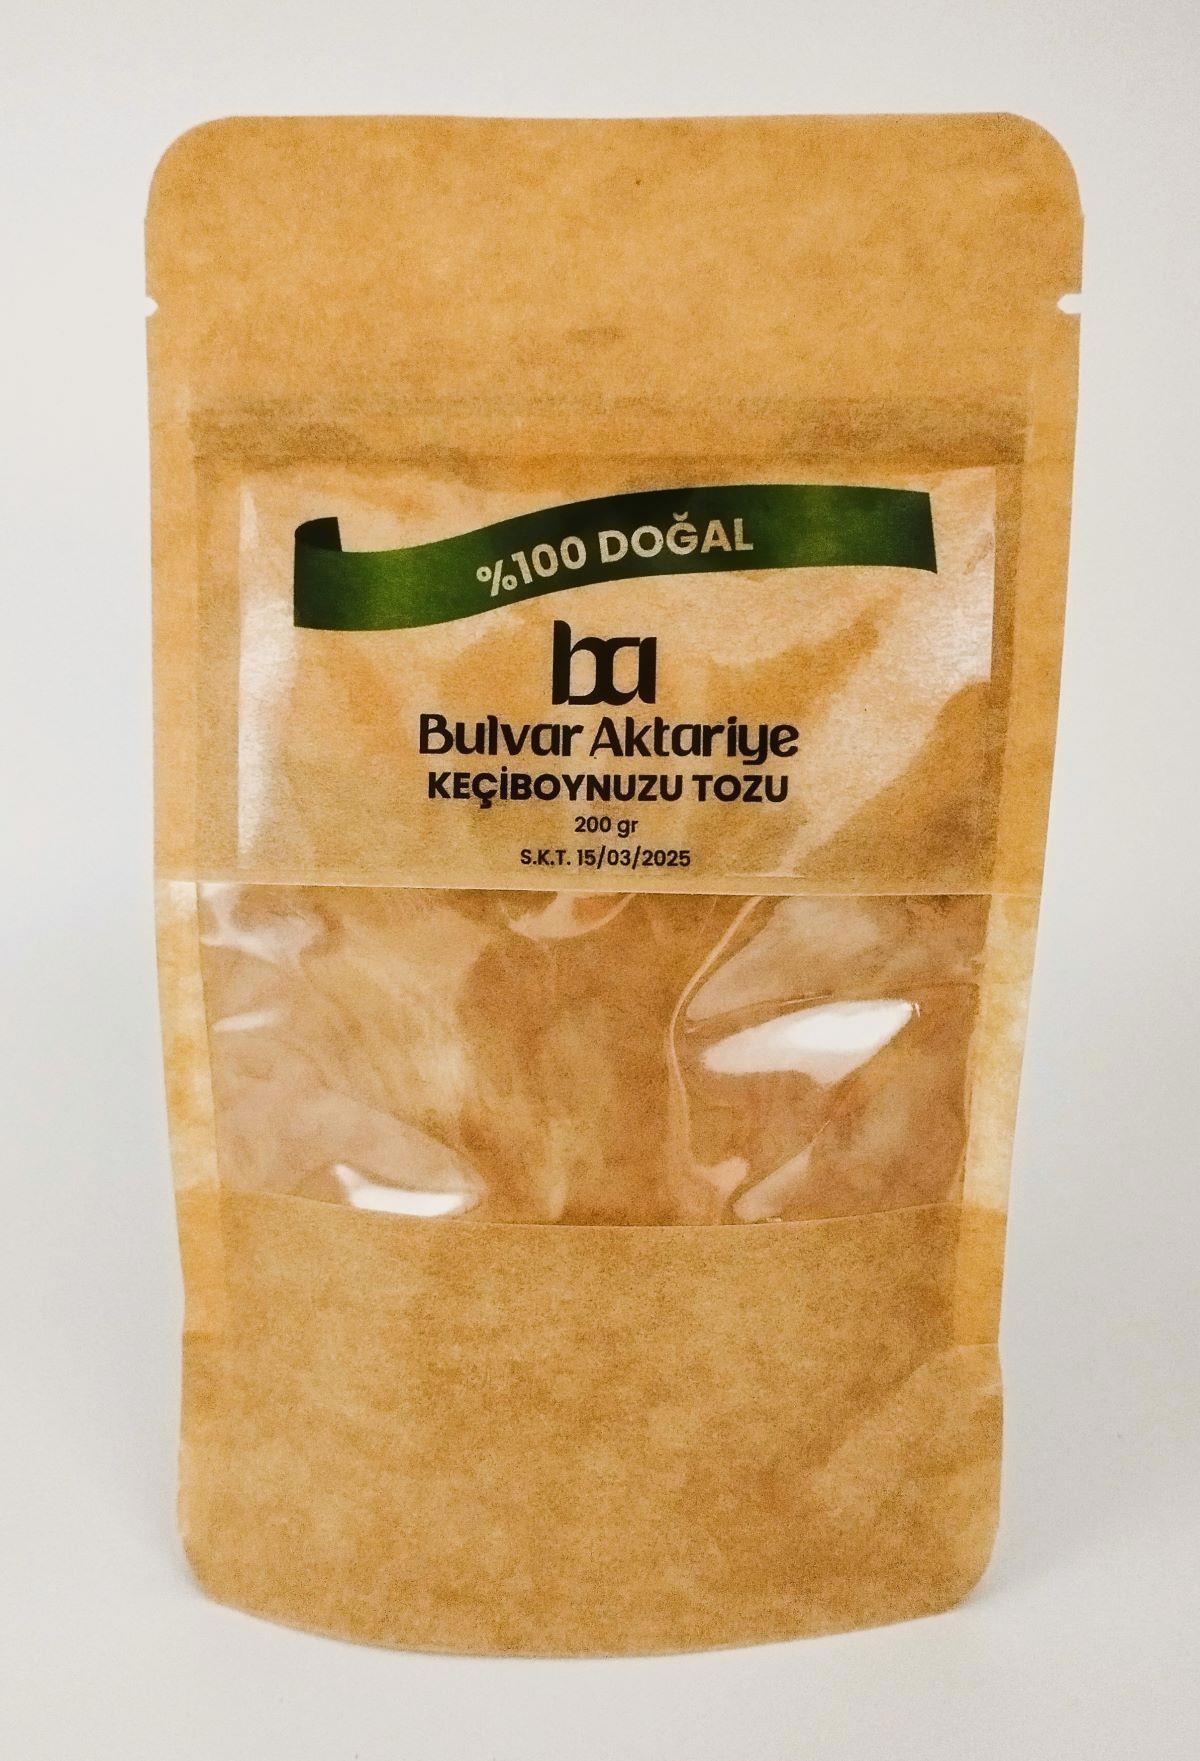 %100 DOĞAL
ba
Bulvar Aktariye
KEÇİBOYNUZU TOZU
200 gr
S.K.T. 15/03/2025